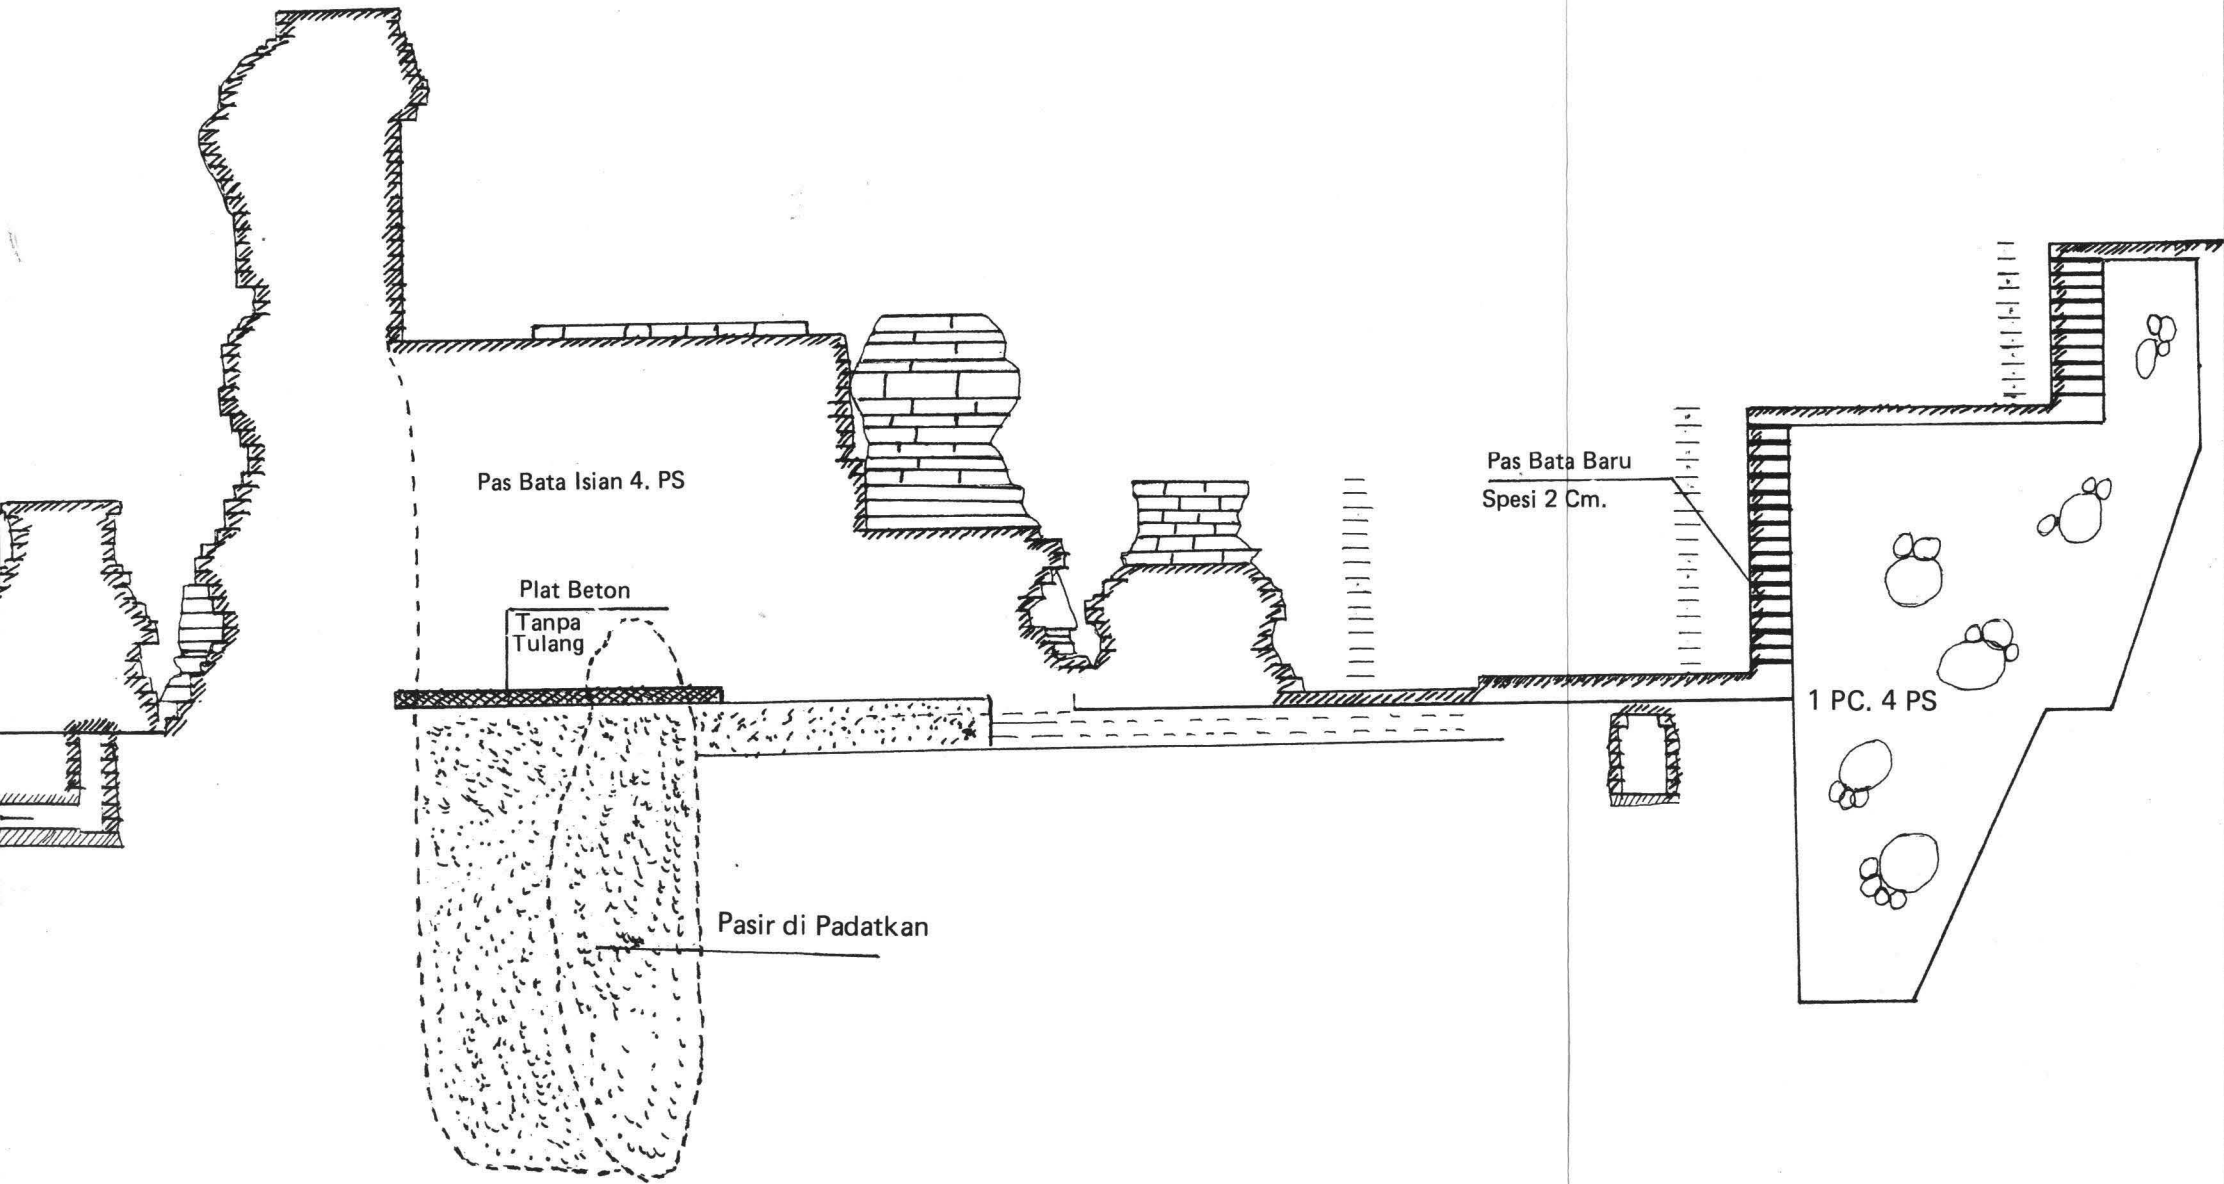 Pas Bata Isian 4. PS
Plat Beton
Tanpa
Tulang
Pasir di Padatkan
Pas Bata Baru
Spesi 2 Cm.
1 PC. 4 PS